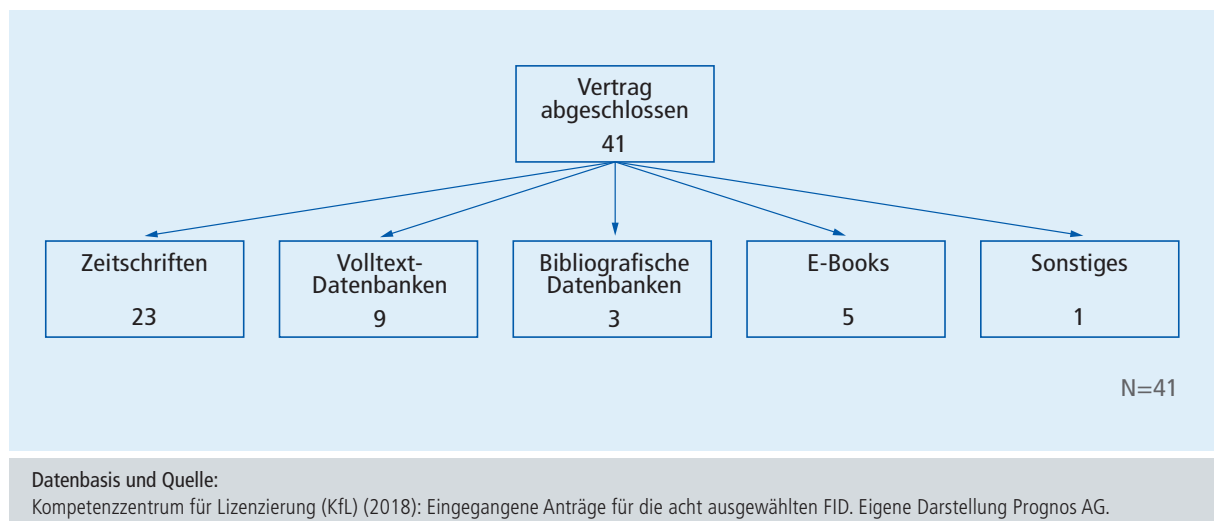 Vertrag
abgeschlossen
41
Zeitschriften
23
Volltext-
Datenbanken
9
Bibliografische
Datenbanken
3
E-Books
5
Sonstiges
1
N=41
Datenbasis und Quelle:
Kompetenzzentrum für Lizenzierung (KfL) (2018): Eingegangene Anträge für die acht ausgewählten FID. Eigene Darstellung Prognos AG.